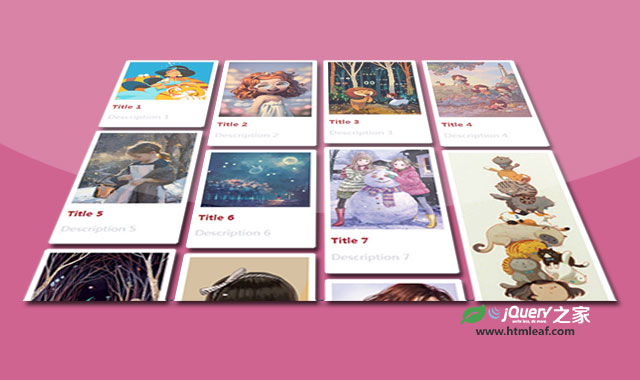 Title 1
Description 1
Title 2
Description 2
Title 3
Description 3
Title 4
Description 4
Title 5
Description 5
Title 6
Description 6
Title 7
Description 7
jQuery之家
www.htmleaf.com